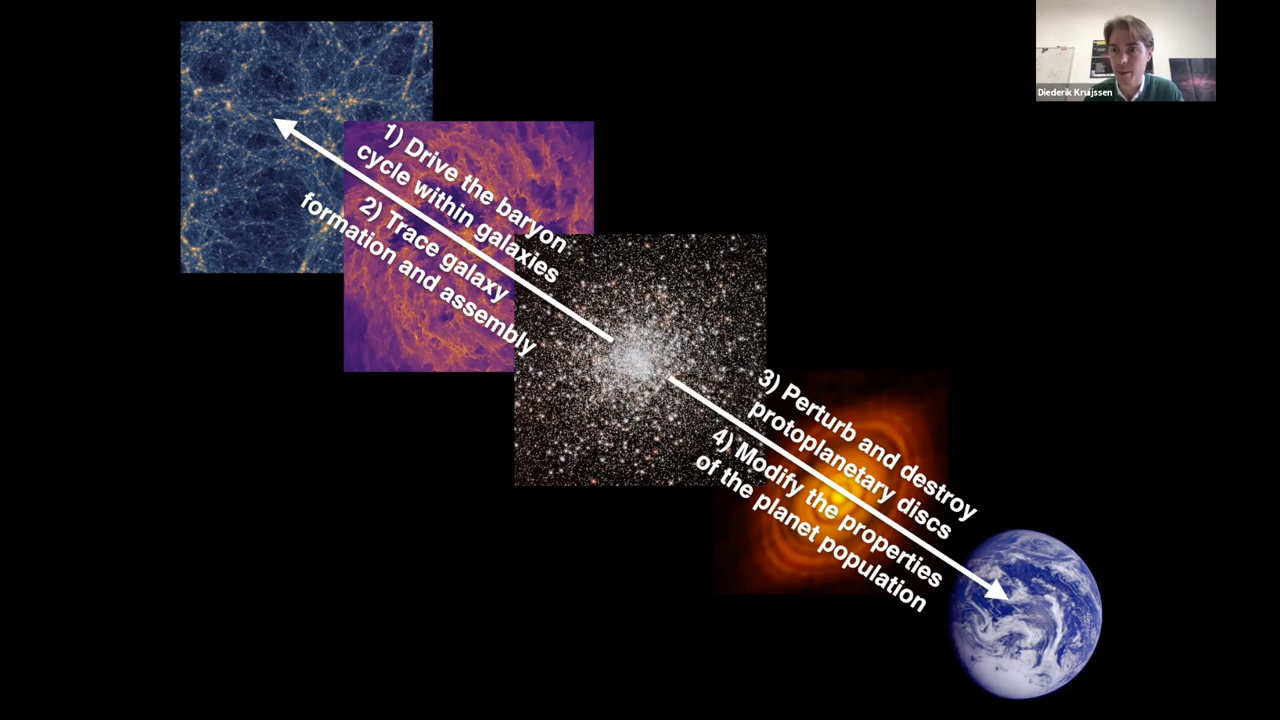 Diederik Kruijssen
1) Drive the baryon
cycle within galaxies
2) Trace galaxy
formation and assembly
3) Perturb and destroy
protoplanetary discs
4) Modify the properties
of the planet population